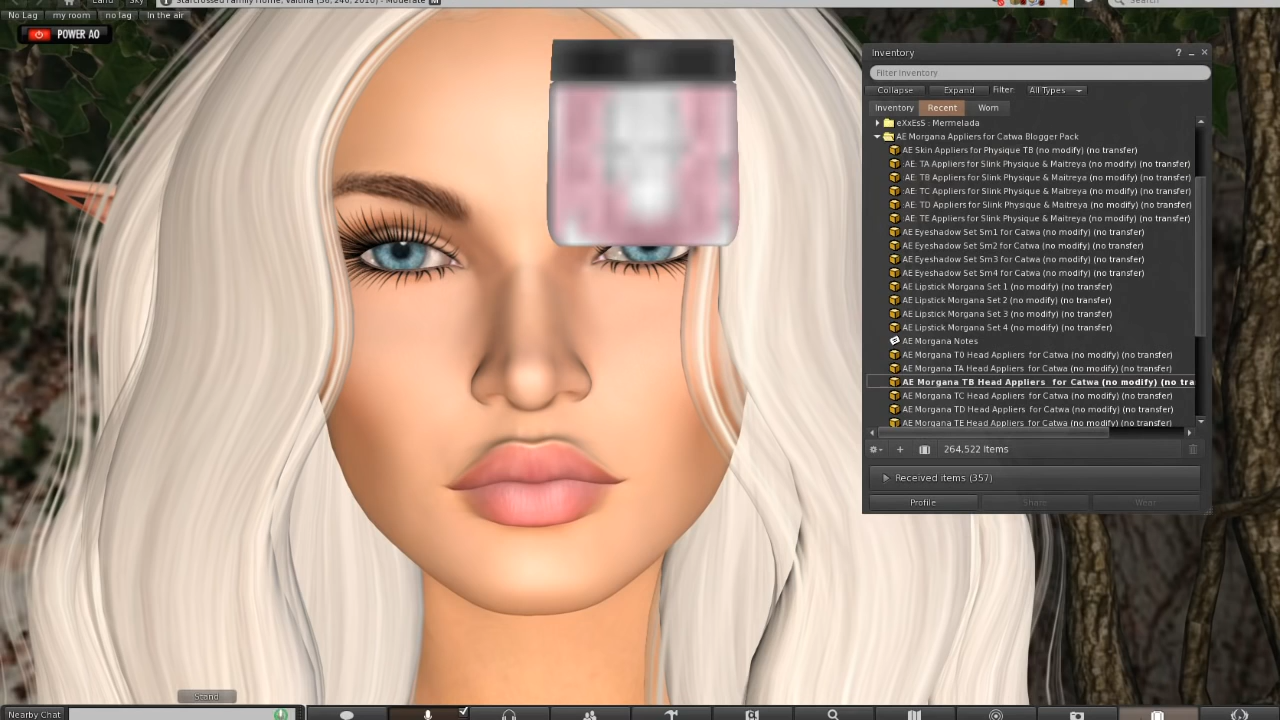 Land
Sky
Starcrossed Family Home, Valuna (56, 246, 2010) - Moderate
Search
No Lag
my room
no lag
In the air
POWER AO
Inventory
?
Filter Inventory
Collapse
Expand
Filter
All Types
Inventory
Recent
Worn
eXxEsS : Mermelada
AE Morgana Appliers for Catwa Blogger Pack
AE Skin Appliers for Physique TB (no modify) (no transfer)
:AE: TA Appliers for Slink Physique & Maitreya (no modify) (no transfer)
:AE: TB Appliers for Slink Physique & Maitreya (no modify) (no transfer)
:AE: TC Appliers for Slink Physique & Maitreya (no modify) (no transfer)
:AE: TD Appliers for Slink Physique & Maitreya (no modify) (no transfer)
:AE: TE Appliers for Slink Physique & Maitreya (no modify) (no transfer)
AE Eyeshadow Set Sm1 for Catwa (no modify) (no transfer)
AE Eyeshadow Set Sm2 for Catwa (no modify) (no transfer)
AE Eyeshadow Set Sm3 for Catwa (no modify) (no transfer)
AE Eyeshadow Set Sm4 for Catwa (no modify) (no transfer)
AE Lipstick Morgana Set 1 (no modify) (no transfer)
AE Lipstick Morgana Set 2 (no modify) (no transfer)
AE Lipstick Morgana Set 3 (no modify) (no transfer)
AE Lipstick Morgana Set 4 (no modify) (no transfer)
AE Morgana Notes
AE Morgana T0 Head Appliers for Catwa (no modify) (no transfer)
AE Morgana TA Head Appliers for Catwa (no modify) (no transfer)
AE Morgana TB Head Appliers for Catwa (no modify) (no tra
AE Morgana TC Head Appliers for Catwa (no modify) (no transfer)
AE Morgana TD Head Appliers for Catwa (no modify) (no transfer)
AE Morgana TE Head Appliers for Catwa (no modify) (no transfer)
264,522 Items
Received items (357)
Profile
Share
Wear
Stand
Nearby Chat